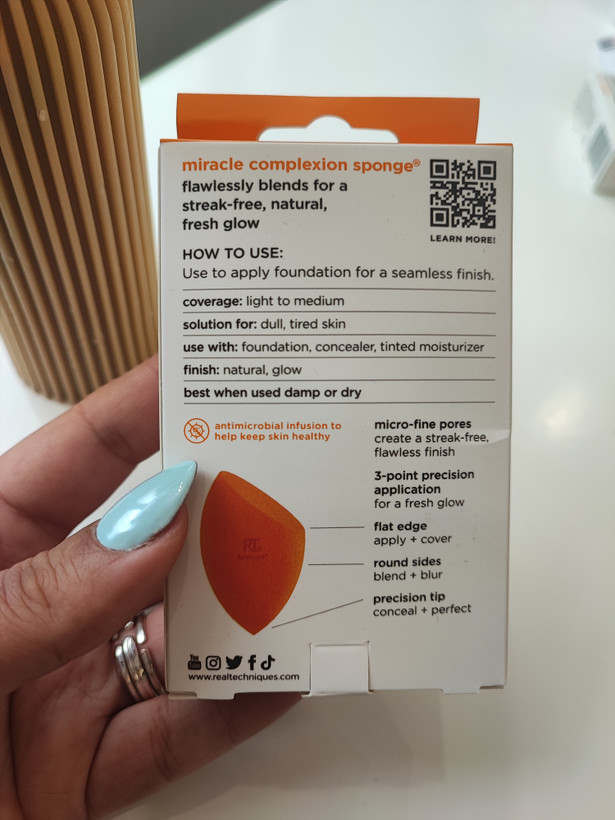 miracle complexion sponge®
flawlessly blends for a
streak-free, natural,
fresh glow
LEARN MORE!
HOW TO USE:
Use to apply foundation for a seamless finish.
coverage: light to medium
solution for: dull, tired skin
use with: foundation, concealer, tinted moisturizer
finish: natural, glow
best when used damp or dry
antimicrobial infusion to
help keep skin healthy
micro-fine pores
create a streak-free,
flawless finish
3-point precision
application
for a fresh glow
flat edge
apply + cover
round sides
blend + blur
precision tip
conceal + perfect
RT
You
Tube
www.realtechniques.com